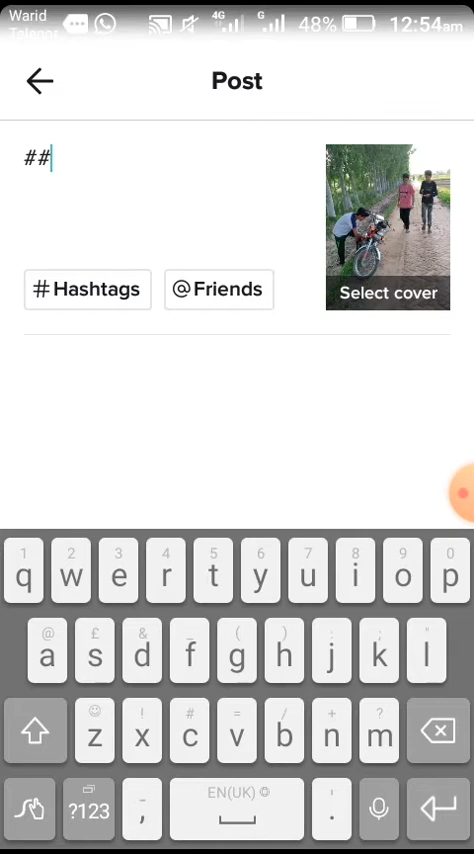 Warid
Telenor
4G
G
48%
12:54am
Post
##
# Hashtags
@ Friends
Select cover
1 2 3 4 5 6 7 8 9 0
q w e r t y u i o p
@ £ & _ ( ) : ; "
a s d f g h j k l
! # = / + ?
z x c v b n m
EN(UK)
?123 , .